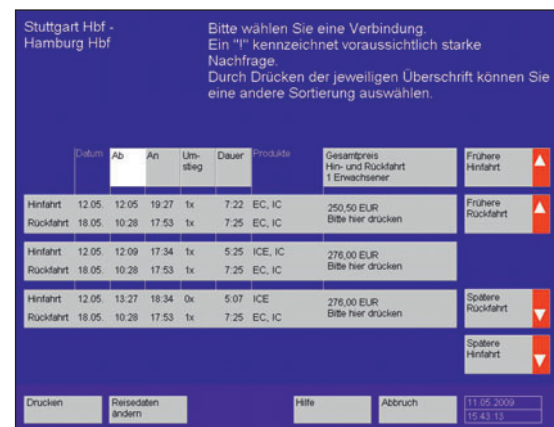 Stuttgart Hbf -
Hamburg Hbf
Bitte wählen Sie eine Verbindung.
Ein "!" kennzeichnet voraussichtlich starke
Nachfrage.
Durch Drücken der jeweiligen Überschrift können Sie
eine andere Sortierung auswählen.
Datum Ab An Um- Dauer Produkte Gesamtpreis Frühere
stieg Hin- und Rückfahrt Hinfahrt
1 Erwachsener
Hinfahrt 12.05. 12:05 19:27 1x 7:22 EC, IC 250,50 EUR Frühere
Rückfahrt 18.05. 10:28 17:53 1x 7:25 EC, IC Bitte hier drücken Rückfahrt
Hinfahrt 12.05. 12:09 17:34 1x 5:25 ICE, IC 276,00 EUR
Rückfahrt 18.05. 10:28 17:53 1x 7:25 EC, IC Bitte hier drücken
Hinfahrt 12.05. 13:27 18:34 0x 5:07 ICE 276,00 EUR Spätere
Rückfahrt 18.05. 10:28 17:53 1x 7:25 EC, IC Bitte hier drücken Rückfahrt
Spätere
Hinfahrt
Drucken Reisedaten Hilfe Abbruch 11.05.2009
ändern 15:43:13